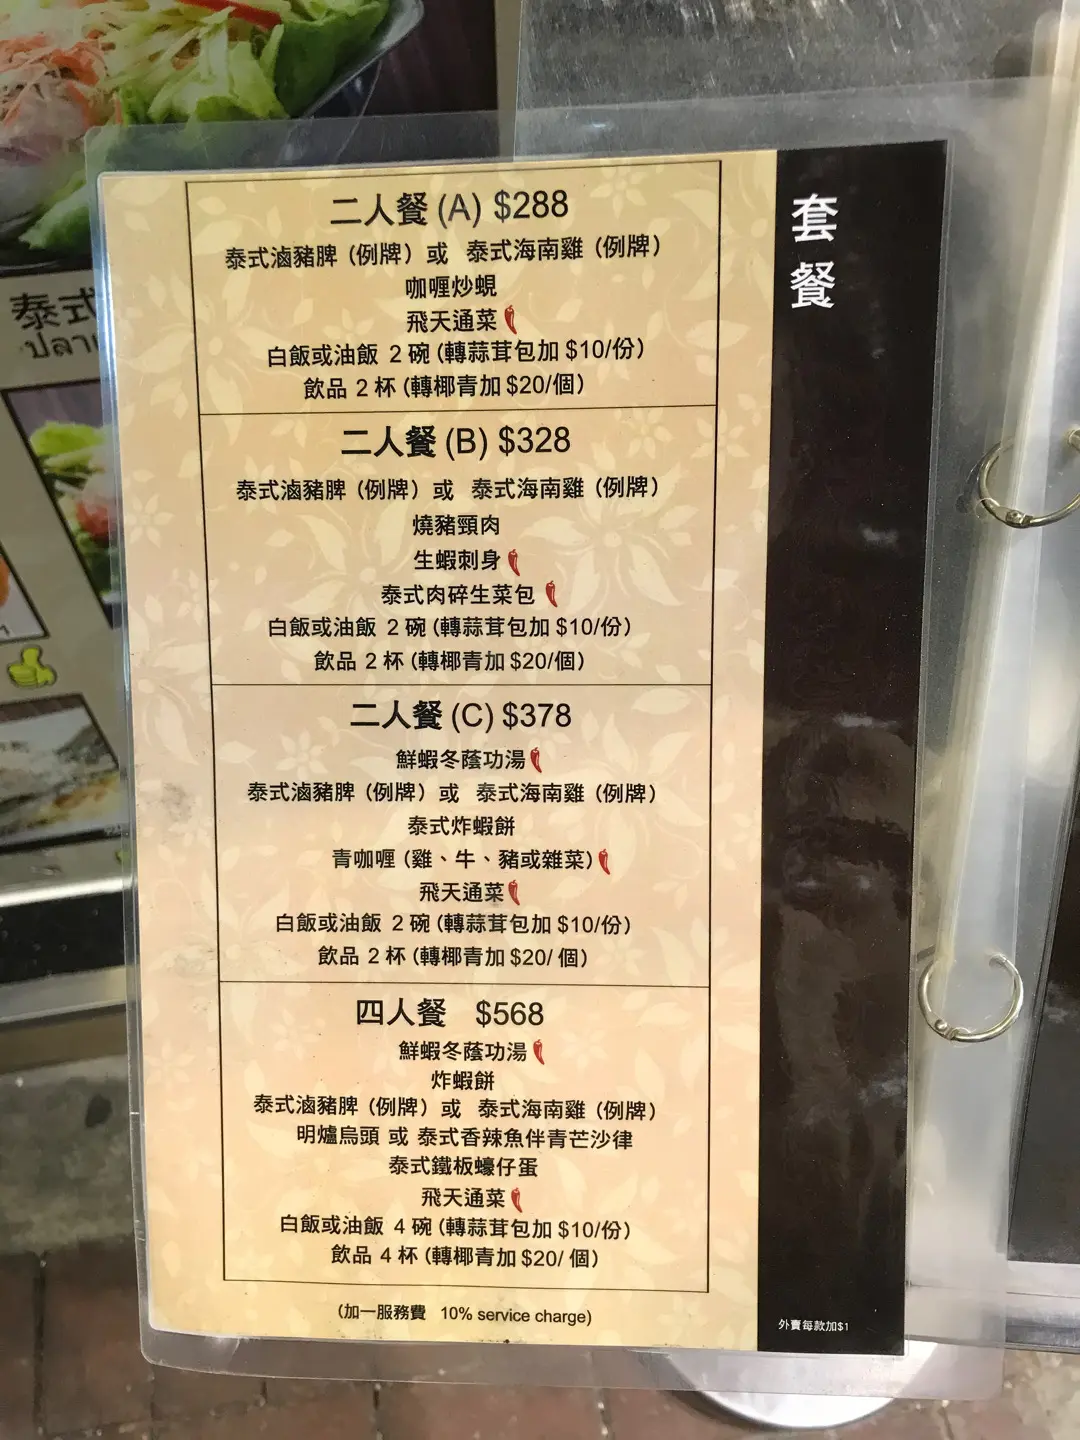 套餐
二人餐 (A) $288
泰式滷豬脾（例牌）或 泰式海南雞（例牌）
咖喱炒蜆
飛天通菜
白飯或油飯 2 碗 (轉蒜茸包加 $10/份)
飲品 2 杯 (轉椰青加 $20/個)
二人餐 (B) $328
泰式滷豬脾（例牌）或 泰式海南雞（例牌）
燒豬頸肉
生蝦刺身
泰式肉碎生菜包
白飯或油飯 2 碗 (轉蒜茸包加 $10/份)
飲品 2 杯 (轉椰青加 $20/個)
二人餐 (C) $378
鮮蝦冬蔭功湯
泰式滷豬脾（例牌）或 泰式海南雞（例牌）
泰式炸蝦餅
青咖喱 (雞、牛、豬或雜菜)
飛天通菜
白飯或油飯 2 碗 (轉蒜茸包加 $10/份)
飲品 2 杯 (轉椰青加 $20/ 個)
四人餐 $568
鮮蝦冬蔭功湯
炸蝦餅
泰式滷豬脾（例牌）或 泰式海南雞（例牌）
明爐烏頭 或 泰式香辣魚伴青芒沙律
泰式鐵板蠔仔蛋
飛天通菜
白飯或油飯 4 碗 (轉蒜茸包加 $10/份)
飲品 4 杯 (轉椰青加 $20/ 個)
(加一服務費 10% service charge)
外賣每款加$1
泰式
ปลา